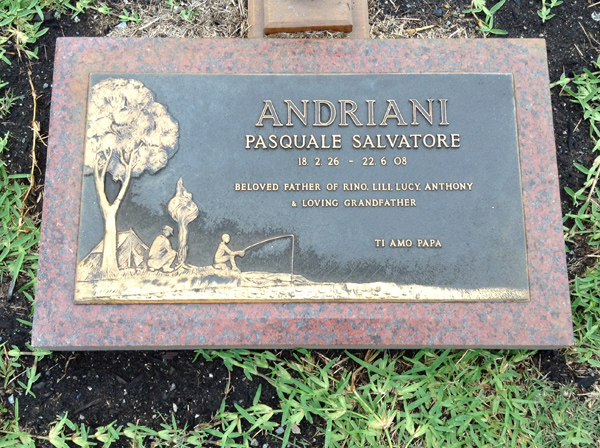 ANDRIANI
PASQUALE SALVATORE
18. 2. 26 - 22. 6. 08
BELOVED FATHER OF RINO, LILI, LUCY, ANTHONY
& LOVING GRANDFATHER
TI AMO PAPA